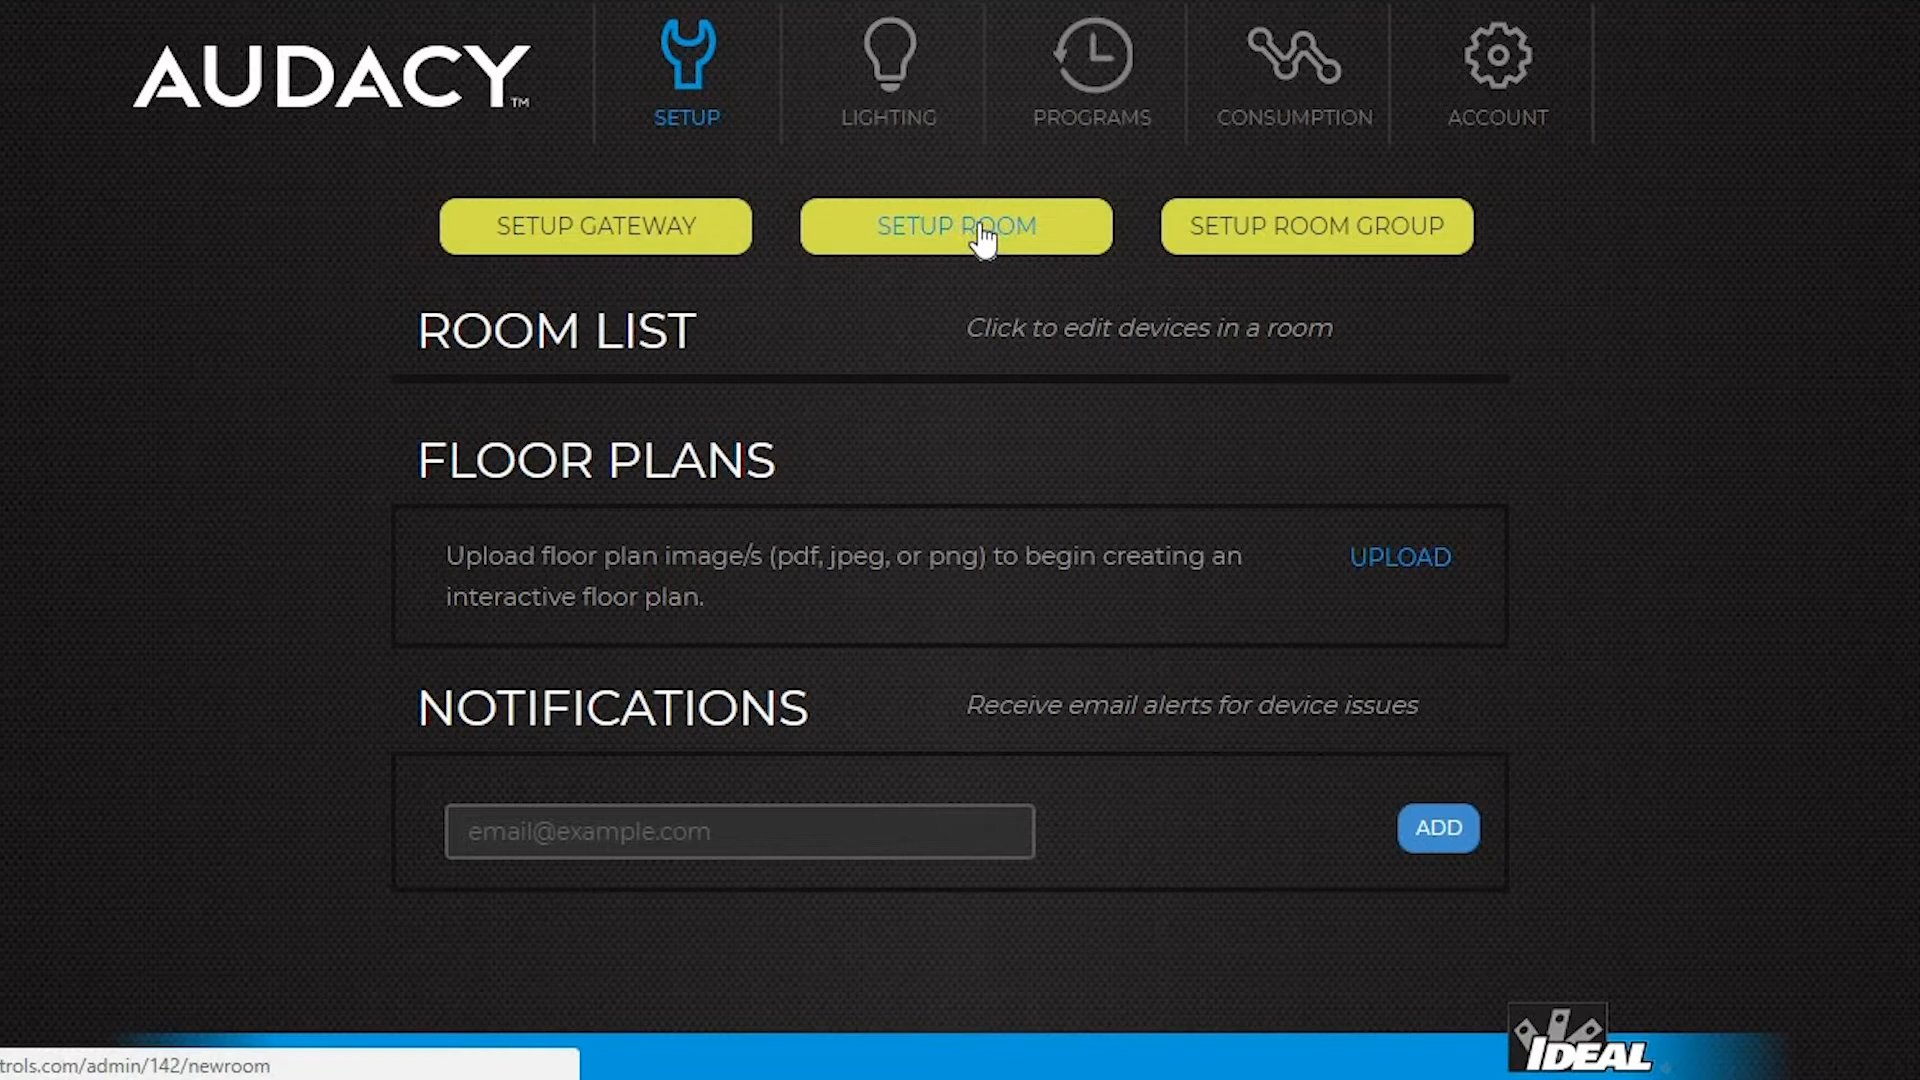 AUDACY™
SETUP
LIGHTING
PROGRAMS
CONSUMPTION
ACCOUNT
SETUP GATEWAY
SETUP ROOM
SETUP ROOM GROUP
ROOM LIST
Click to edit devices in a room
FLOOR PLANS
Upload floor plan image/s (pdf, jpeg, or png) to begin creating an
interactive floor plan.
UPLOAD
NOTIFICATIONS
Receive email alerts for device issues
email@example.com
ADD
trols.com/admin/142/newroom
IDEAL